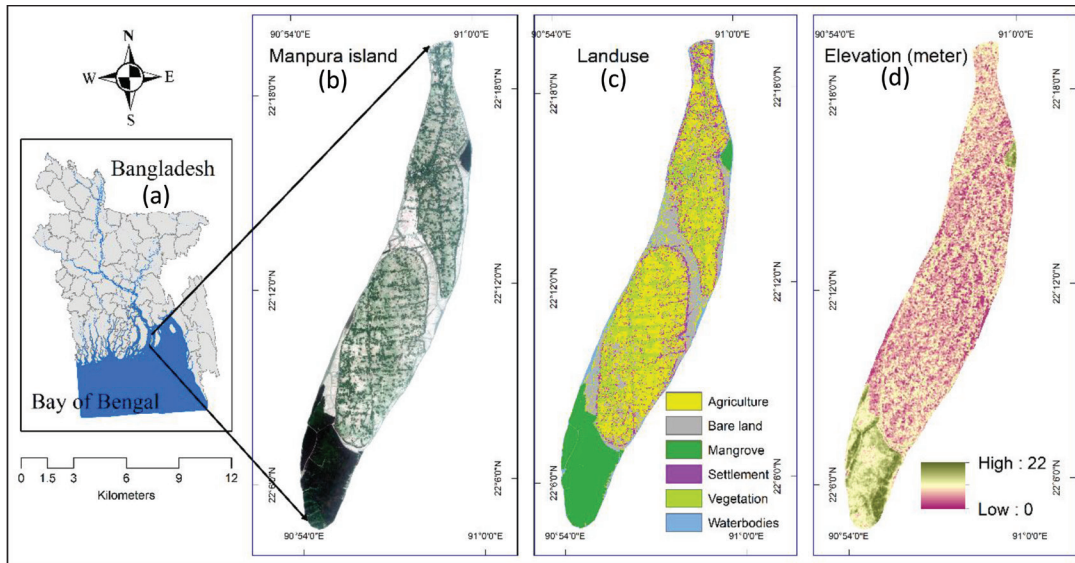 N
W
E
S
Bangladesh
(a)
Bay of Bengal
0 1.5 3 6 9 12
Kilometers
90°54'0"E
91°0'0"E
Manpura island
(b)
22°18'0"N
22°12'0"N
22°6'0"N
90°54'0"E
91°0'0"E
90°54'0"E
91°0'0"E
Landuse
(c)
22°18'0"N
22°12'0"N
22°6'0"N
Agriculture
Bare land
Mangrove
Settlement
Vegetation
Waterbodies
90°54'0"E
91°0'0"E
90°54'0"E
91°0'0"E
Elevation (meter)
(d)
22°18'0"N
22°12'0"N
22°6'0"N
High : 22
Low : 0
90°54'0"E
91°0'0"E